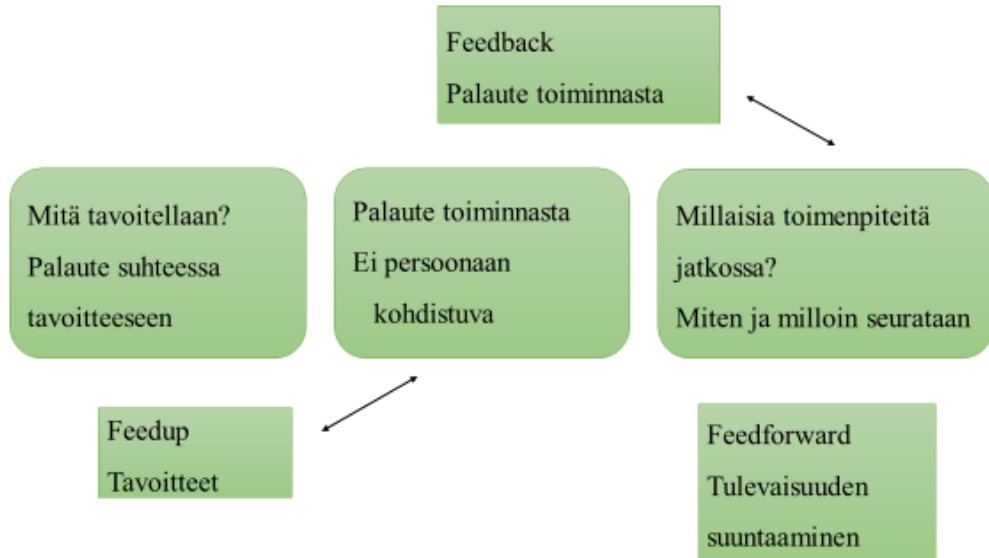 Feedback
Palaute toiminnasta
Mitä tavoitellaan?
Palaute suhteessa
tavoitteeseen
Palaute toiminnasta
Ei persoonaan
kohdistuva
Millaisia toimenpiteitä
jatkossa?
Miten ja milloin seurataan
Feedup
Tavoitteet
Feedforward
Tulevaisuuden
suuntaaminen